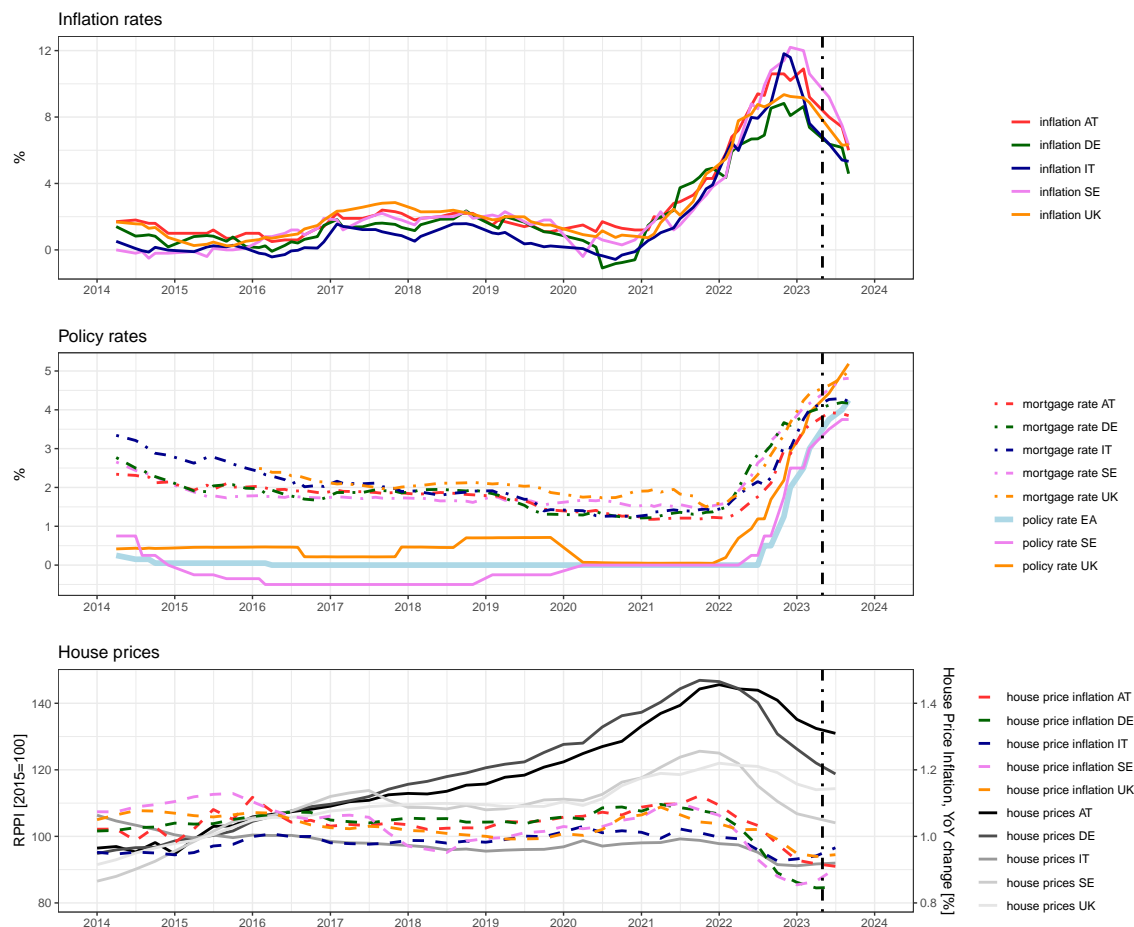 Inflation rates
12
8
4
0
%
2014 2015 2016 2017 2018 2019 2020 2021 2022 2023 2024
inflation AT
inflation DE
inflation IT
inflation SE
inflation UK
Policy rates
5
4
3
2
1
0
%
2014 2015 2016 2017 2018 2019 2020 2021 2022 2023 2024
mortgage rate AT
mortgage rate DE
mortgage rate IT
mortgage rate SE
mortgage rate UK
policy rate EA
policy rate SE
policy rate UK
House prices
140
120
100
80
RPPI [2015=100]
1.4
1.2
1.0
0.8
House Price Inflation, YoY change [%]
2014 2015 2016 2017 2018 2019 2020 2021 2022 2023 2024
house price inflation AT
house price inflation DE
house price inflation IT
house price inflation SE
house price inflation UK
house prices AT
house prices DE
house prices IT
house prices SE
house prices UK